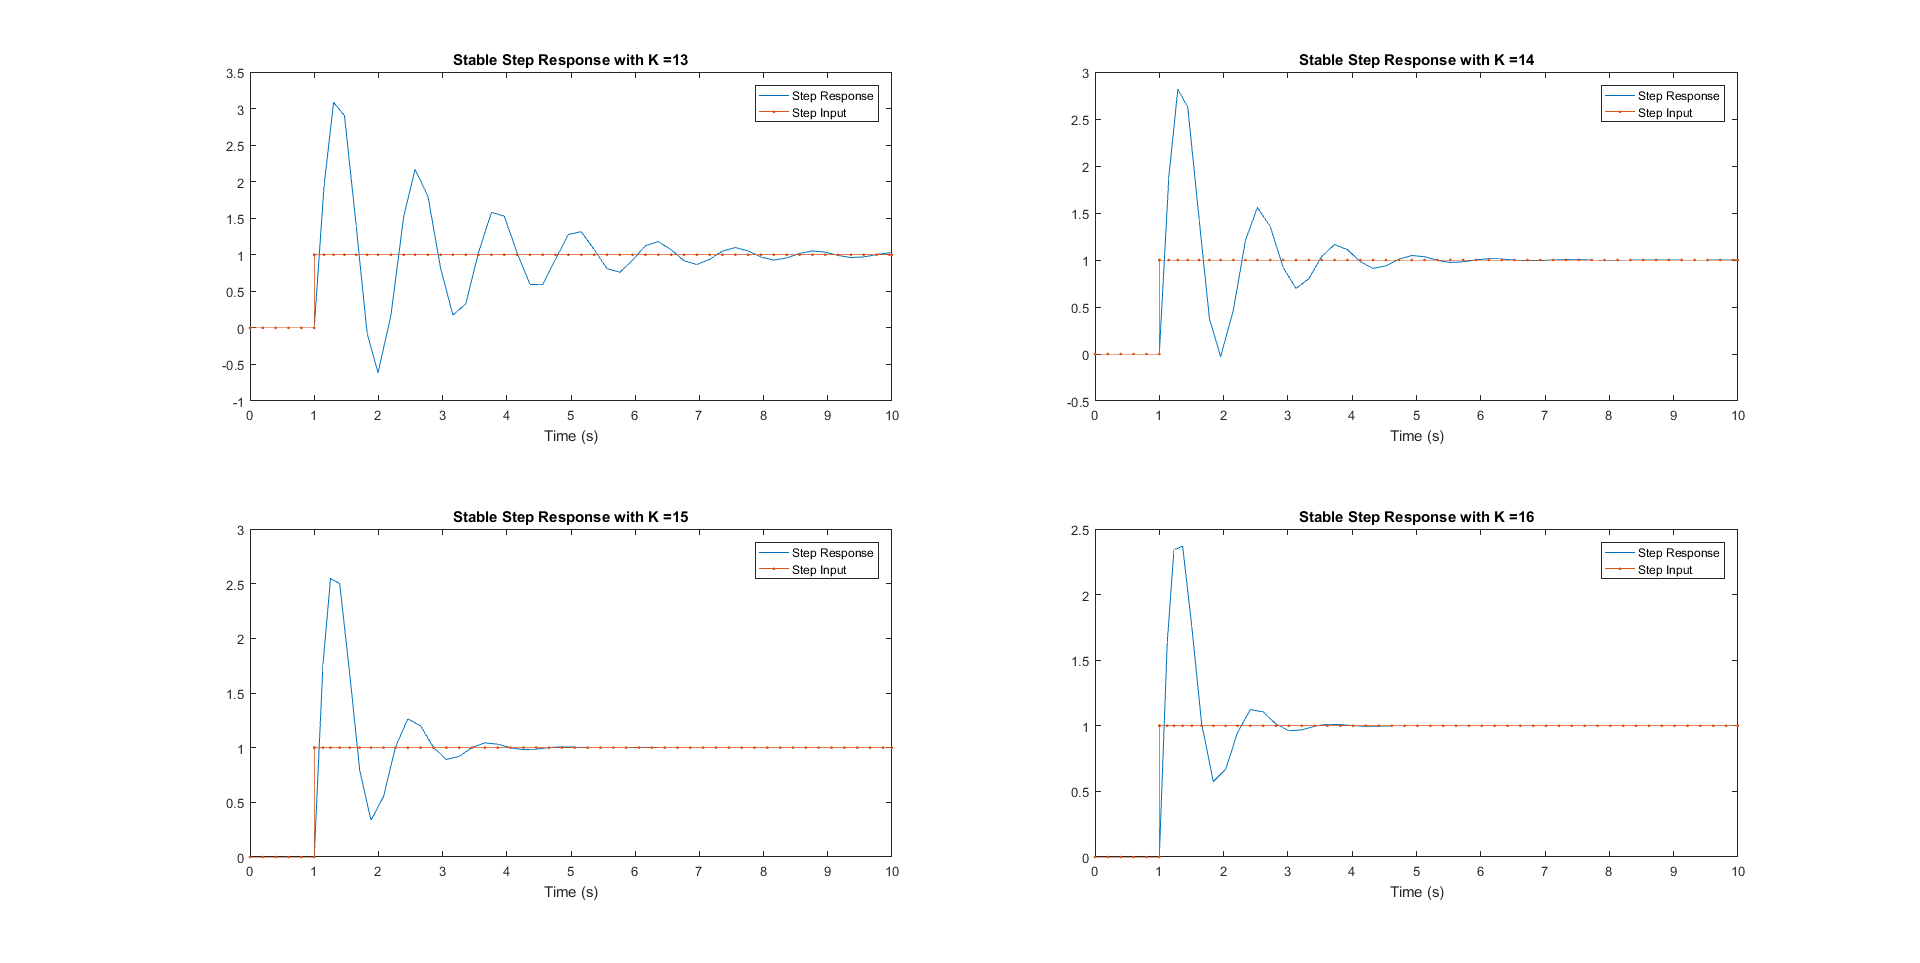 Stable Step Response with K =13
3.5
3
2.5
2
1.5
1
0.5
0
-0.5
-1
0 1 2 3 4 5 6 7 8 9 10
Time (s)
Step Response
Step Input
Stable Step Response with K =14
3
2.5
2
1.5
1
0.5
0
-0.5
0 1 2 3 4 5 6 7 8 9 10
Time (s)
Step Response
Step Input
Stable Step Response with K =15
3
2.5
2
1.5
1
0.5
0
0 1 2 3 4 5 6 7 8 9 10
Time (s)
Step Response
Step Input
Stable Step Response with K =16
2.5
2
1.5
1
0.5
0
0 1 2 3 4 5 6 7 8 9 10
Time (s)
Step Response
Step Input